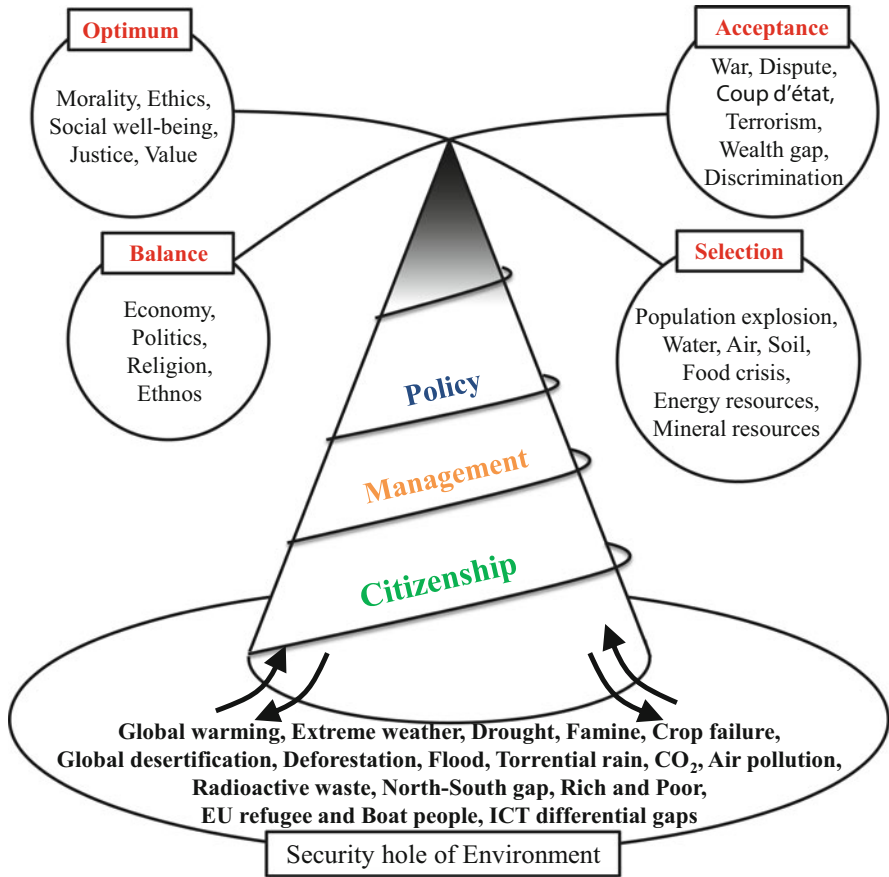 Optimum
Morality, Ethics,
Social well-being,
Justice, Value
Acceptance
War, Dispute,
Coup d'état,
Terrorism,
Wealth gap,
Discrimination
Balance
Economy,
Politics,
Religion,
Ethnos
Selection
Population explosion,
Water, Air, Soil,
Food crisis,
Energy resources,
Mineral resources
Policy
Management
Citizenship
Global warming, Extreme weather, Drought, Famine, Crop failure,
Global desertification, Deforestation, Flood, Torrential rain, CO₂, Air pollution,
Radioactive waste, North-South gap, Rich and Poor,
EU refugee and Boat people, ICT differential gaps
Security hole of Environment